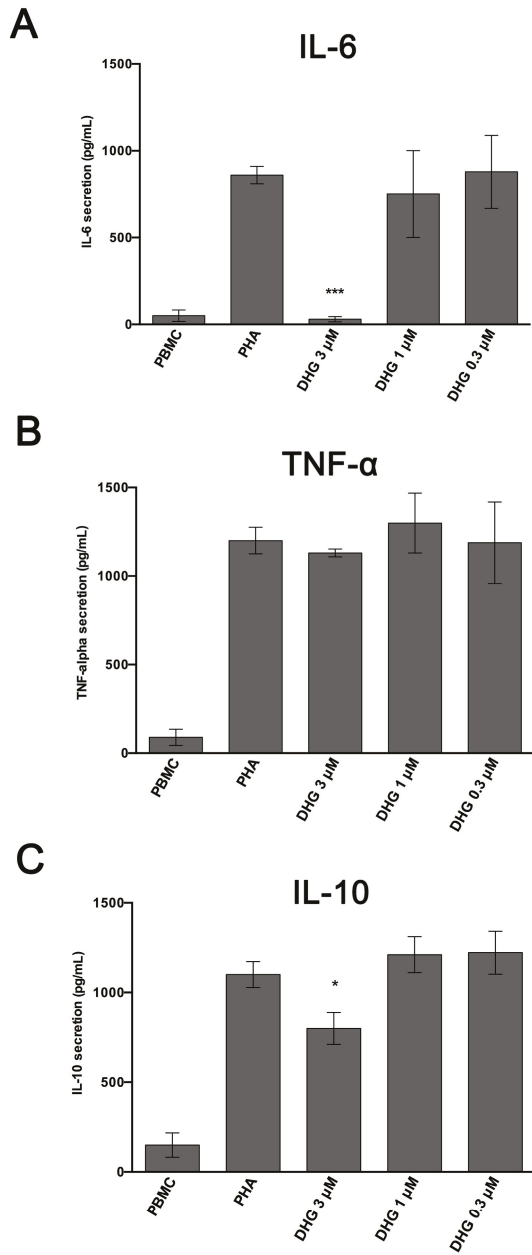 A
IL-6
IL-6 secretion (pg/mL)
1500
1000
500
0
PBMC
PHA
DHG 3 µM
DHG 1 µM
DHG 0.3 µM
***
B
TNF-α
TNF-alpha secretion (pg/mL)
1500
1000
500
0
PBMC
PHA
DHG 3 µM
DHG 1 µM
DHG 0.3 µM
C
IL-10
IL-10 secretion (pg/mL)
1500
1000
500
0
PBMC
PHA
DHG 3 µM
DHG 1 µM
DHG 0.3 µM
*